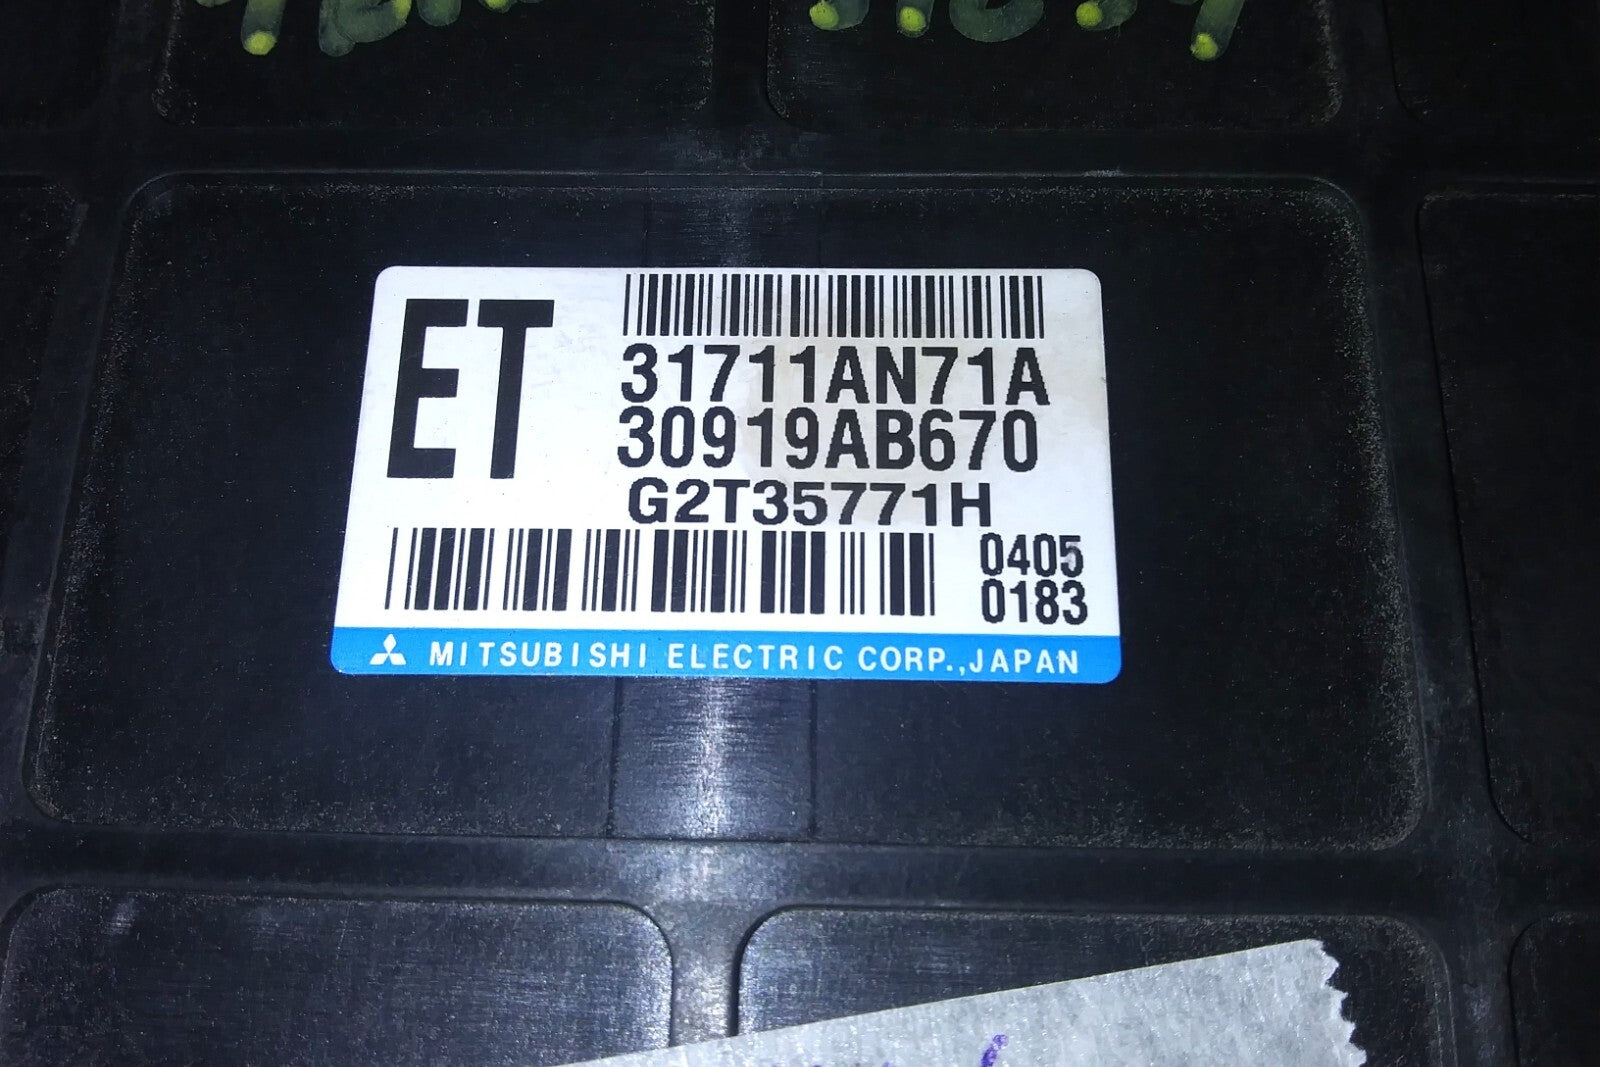 ET
31711AN71A
30919AB670
G2T35771H
0405
0183
MITSUBISHI ELECTRIC CORP.,JAPAN